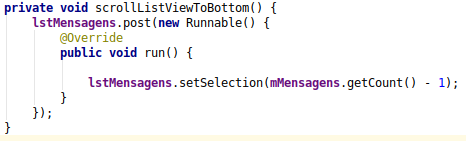 private void scrollListViewToBottom() {
    lstMensagens.post(new Runnable() {
        @Override
        public void run() {

            lstMensagens.setSelection(mMensagens.getCount() - 1);
        }
    });
}